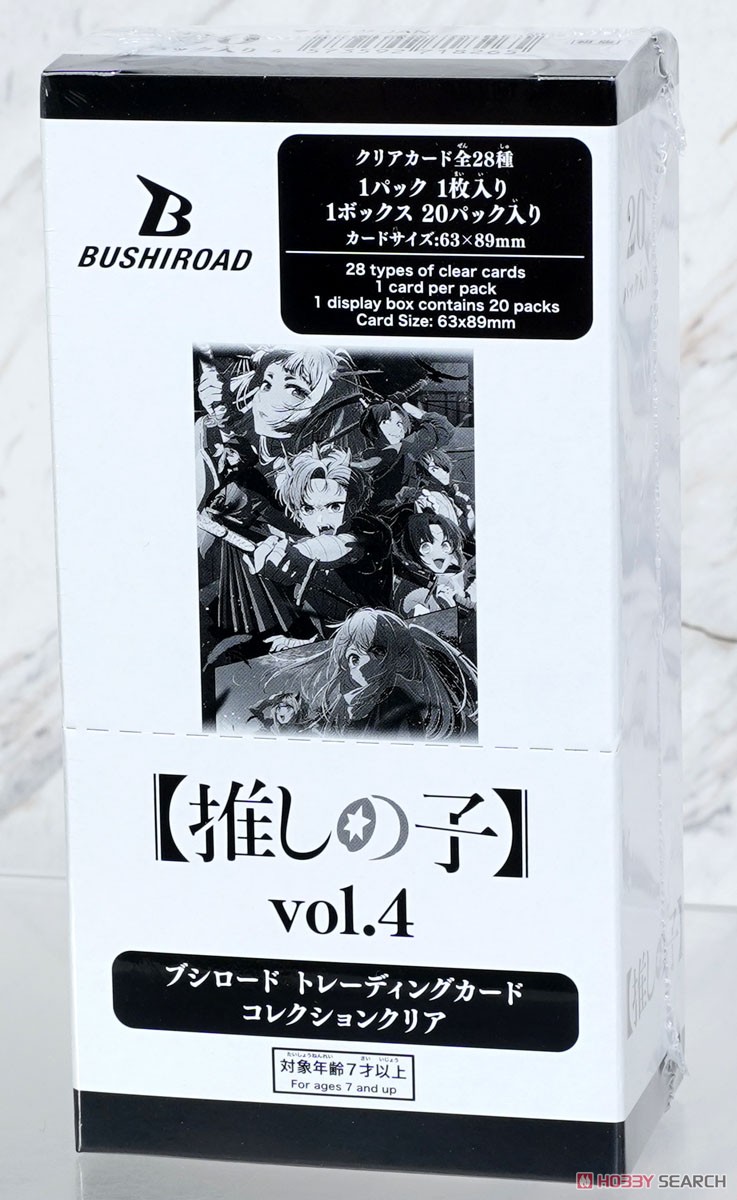 BUSHIROAD
クリアカード全28種
1パック 1枚入り
1ボックス 20パック入り
カードサイズ:63×89mm
28 types of clear cards
1 card per pack
1 display box contains 20 packs
Card Size: 63x89mm
【推しの子】
vol.4
ブシロード トレーディングカード
コレクションクリア
対象年齢7才以上
For ages 7 and up
HOBBY SEARCH